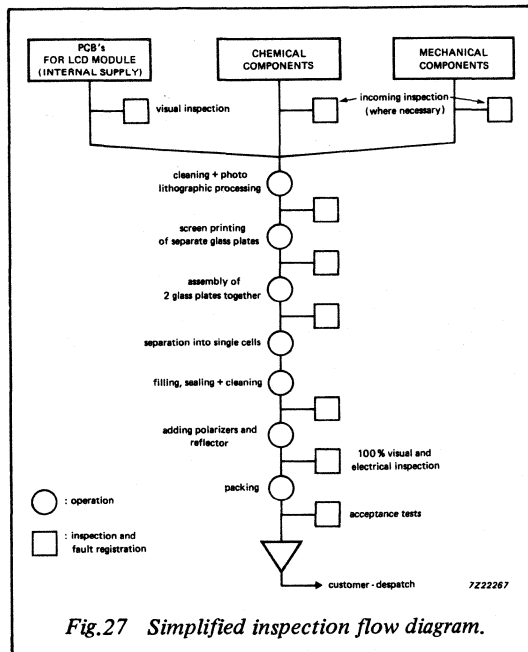 PCB's
FOR LCD MODULE
(INTERNAL SUPPLY)
CHEMICAL
COMPONENTS
MECHANICAL
COMPONENTS
visual inspection
incoming inspection
(where necessary)
cleaning + photo
lithographic processing
screen printing
of separate glass plates
assembly of
2 glass plates together
separation into single cells
filling, sealing + cleaning
adding polarizers and
reflector
100% visual and
electrical inspection
packing
: operation
acceptance tests
: inspection and
fault registration
customer - despatch
7Z22267
Fig.27 Simplified inspection flow diagram.